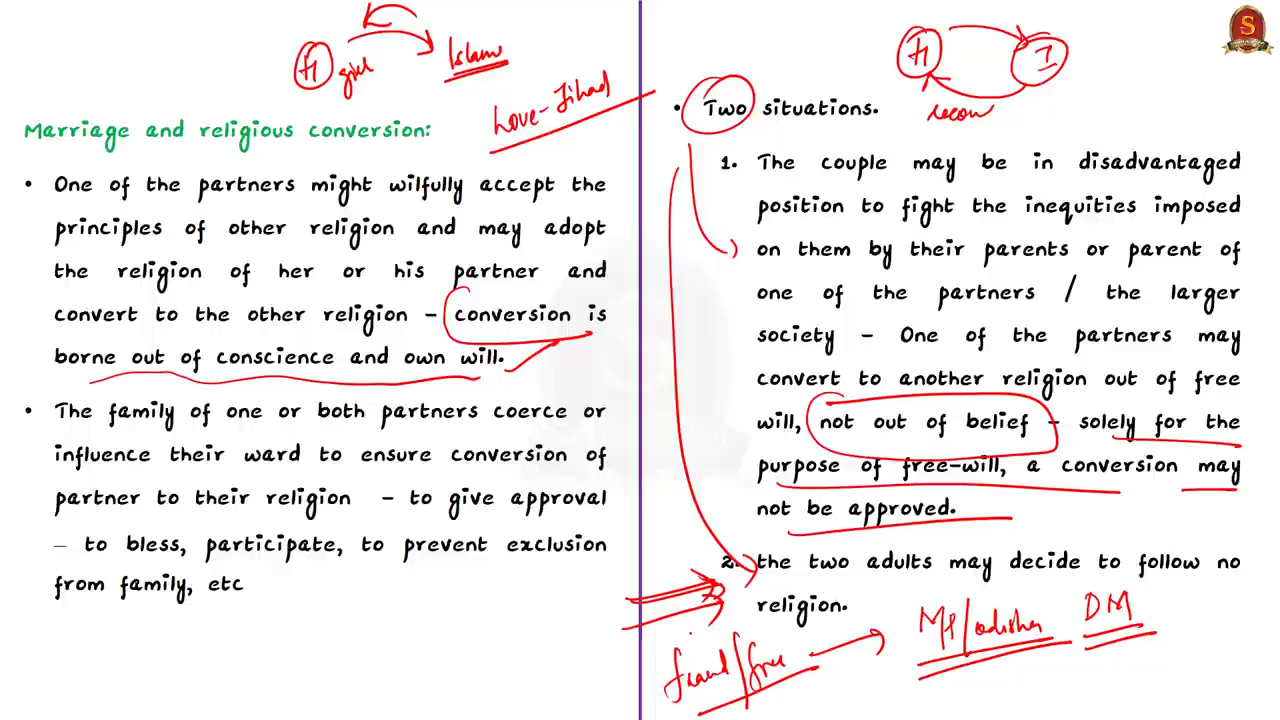 H give
Islam
Love-Jihad
Marriage and religious conversion:
• One of the partners might wilfully accept the
principles of other religion and may adopt
the religion of her or his partner and
convert to the other religion – conversion is
borne out of conscience and own will.
• The family of one or both partners coerce or
influence their ward to ensure conversion of
partner to their religion – to give approval
– to bless, participate, to prevent exclusion
from family, etc
H I
recon
• Two situations.
1. The couple may be in disadvantaged
position to fight the inequities imposed
on them by their parents or parent of
one of the partners / the larger
society – One of the partners may
convert to another religion out of free
will, not out of belief – solely for the
purpose of free-will, a conversion may
not be approved.
2. the two adults may decide to follow no
religion.
fraud/free
MP/odisha DM
S